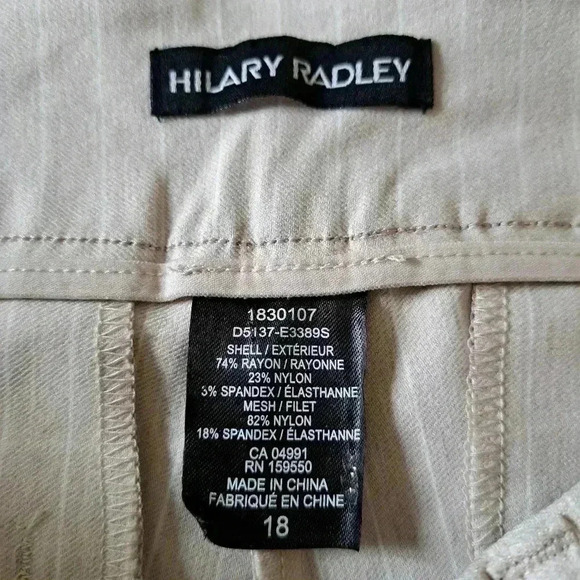 HILARY RADLEY
1830107
D5137-E3389S
SHELL / EXTÉRIEUR
74% RAYON / RAYONNE
23% NYLON
3% SPANDEX / ÉLASTHANNE
MESH / FILET
82% NYLON
18% SPANDEX / ÉLASTHANNE
CA 04991
RN 159550
MADE IN CHINA
FABRIQUÉ EN CHINE
18